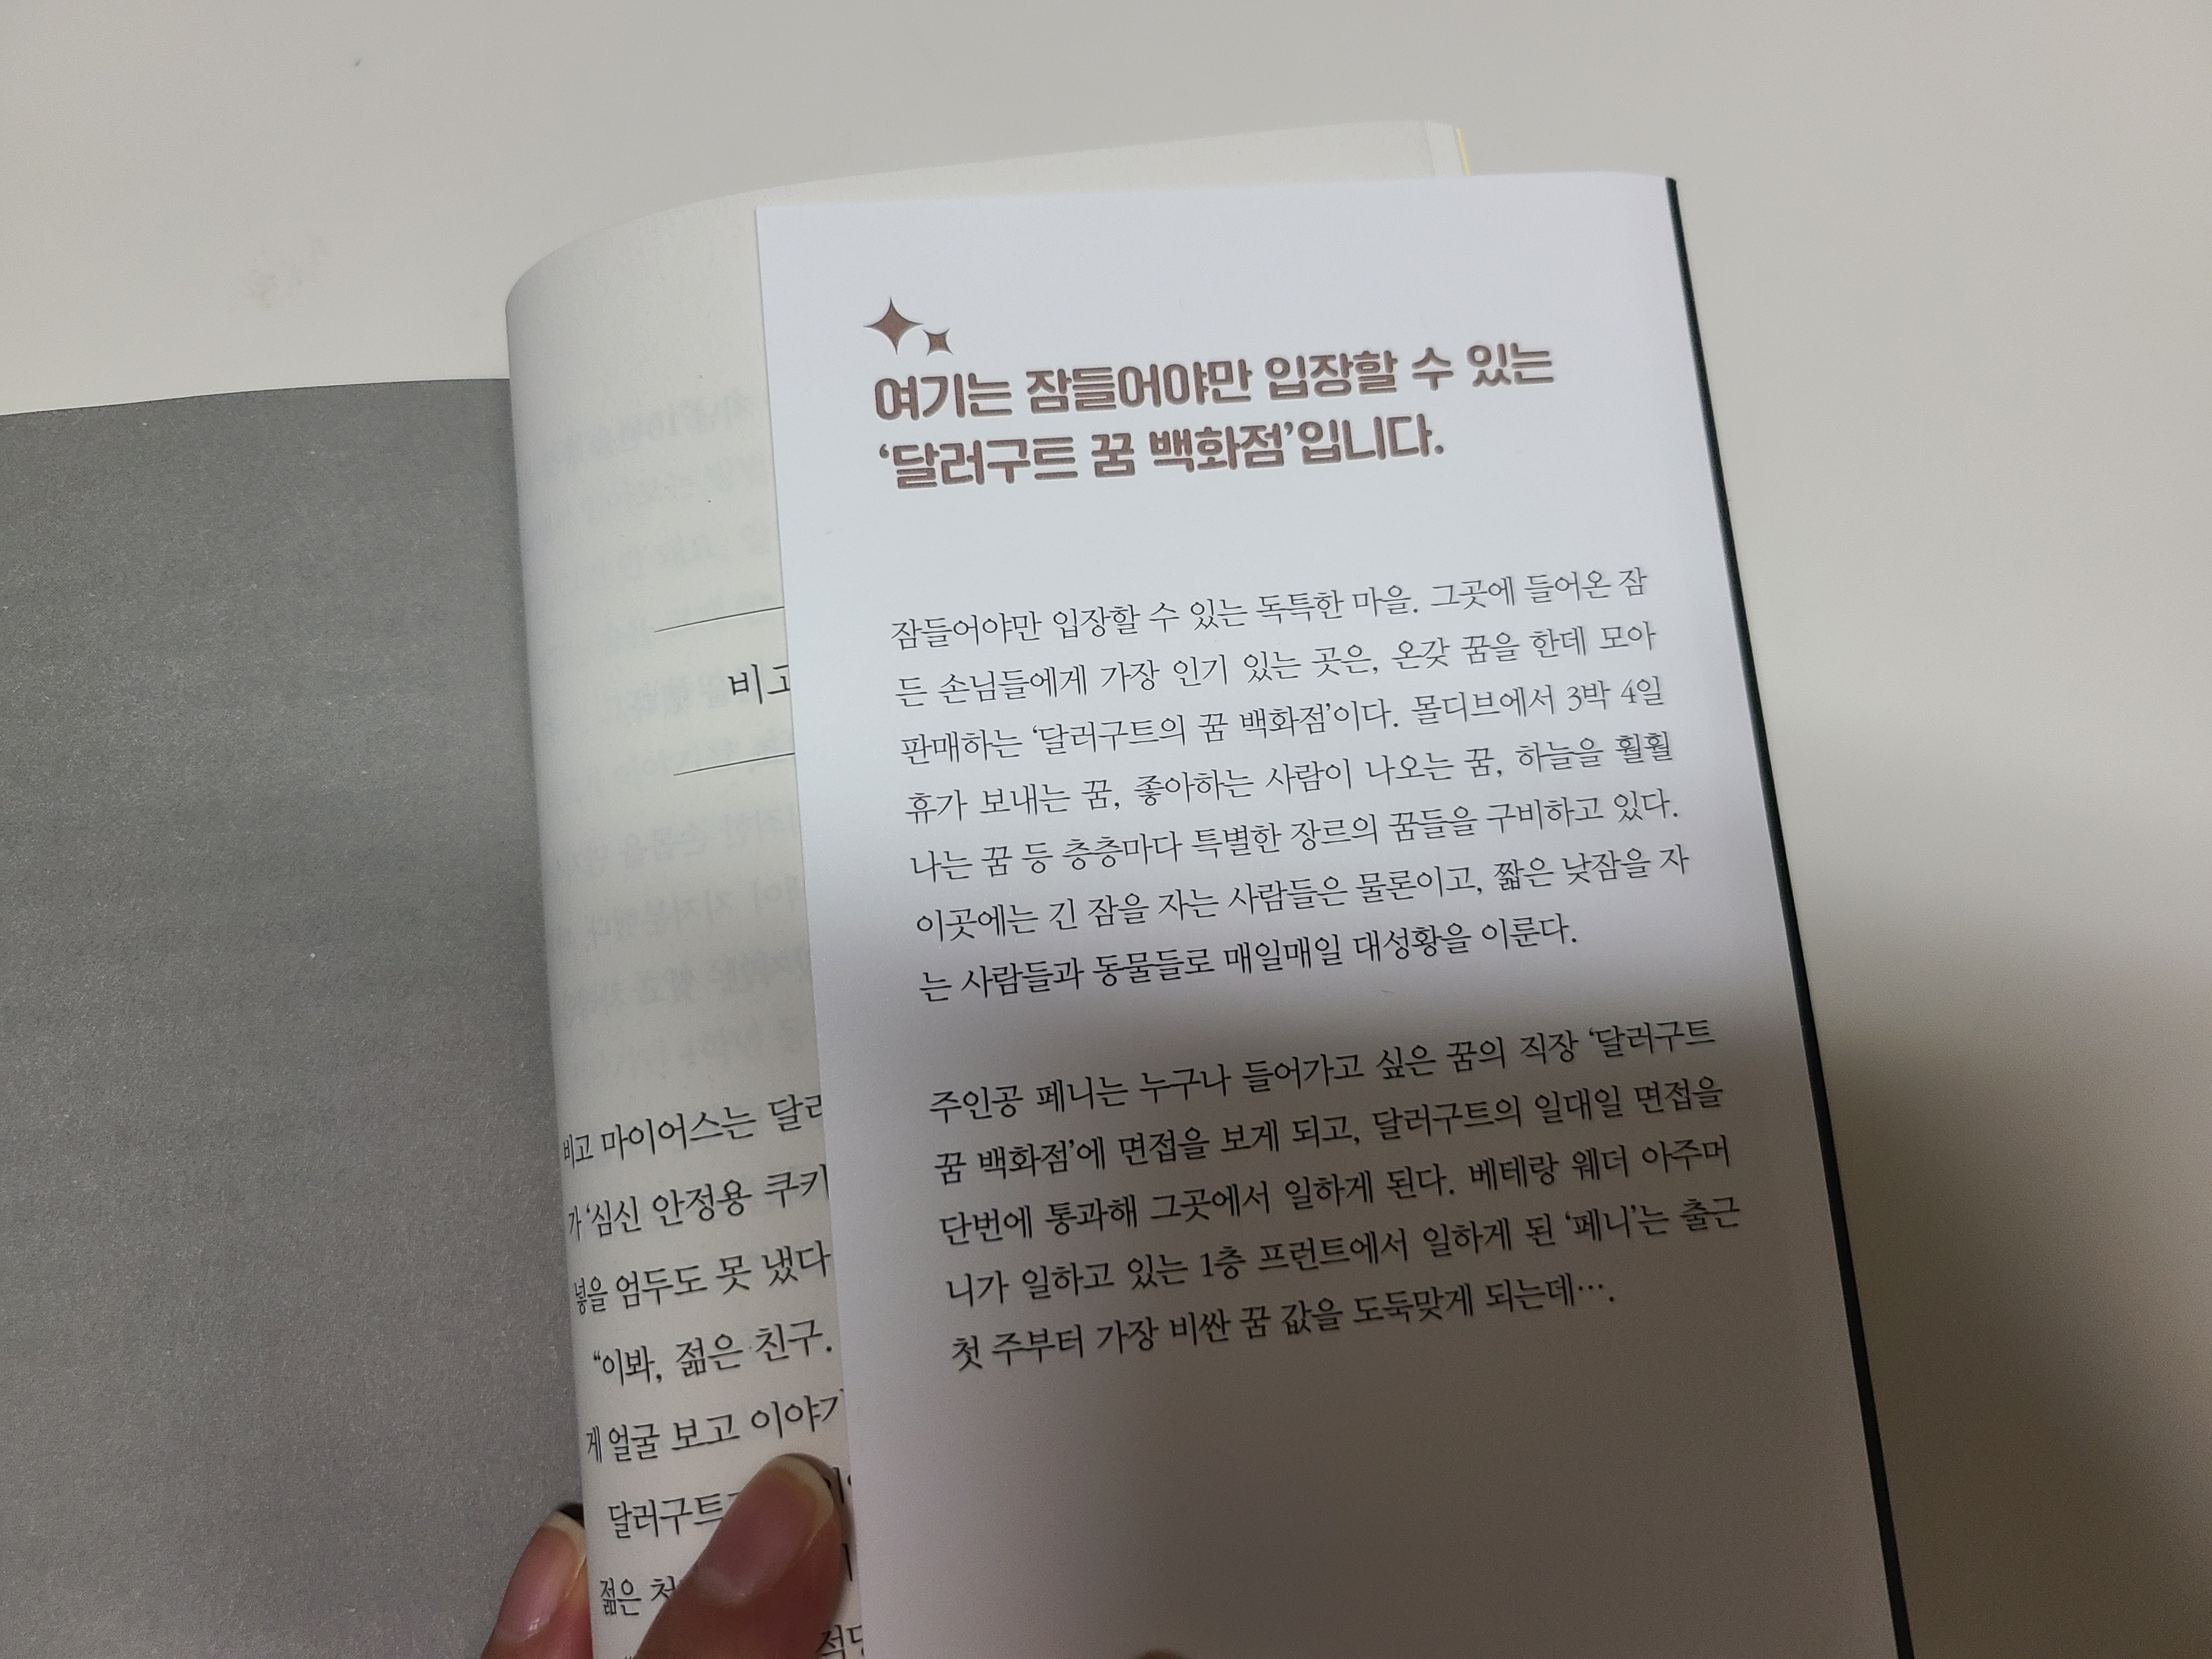 비고
비고 마이어스는
가 ‘심신 안정용 쿠키
넣을 엄두도 못 냈다
“이봐, 젊은 친구.
게 얼굴 보고
달러구트
젊은
여기는 잠들어야만 입장할 수 있는
‘달러구트 꿈 백화점’입니다.
잠들어야만 입장할 수 있는 독특한 마을. 그곳에 들어온 잠
든 손님들에게 가장 인기 있는 곳은, 온갖 꿈을 한데 모아
판매하는 ‘달러구트의 꿈 백화점’이다. 몰디브에서 3박 4일
휴가 보내는 꿈, 좋아하는 사람이 나오는 꿈, 하늘을 훨훨
나는 꿈 등 층층마다 특별한 장르의 꿈들을 구비하고 있다.
이곳에는 긴 잠을 자는 사람들은 물론이고, 짧은 낮잠을 자
는 사람들과 동물들로 매일매일 대성황을 이룬다.
주인공 페니는 누구나 들어가고 싶은 꿈의 직장 ‘달러구트
꿈 백화점’에 면접을 보게 되고, 달러구트의 일대일 면접을
단번에 통과해 그곳에서 일하게 된다. 베테랑 웨더 아주머
니가 일하고 있는 1층 프런트에서 일하게 된 ‘페니’는 출근
첫 주부터 가장 비싼 꿈 값을 도둑맞게 되는데….